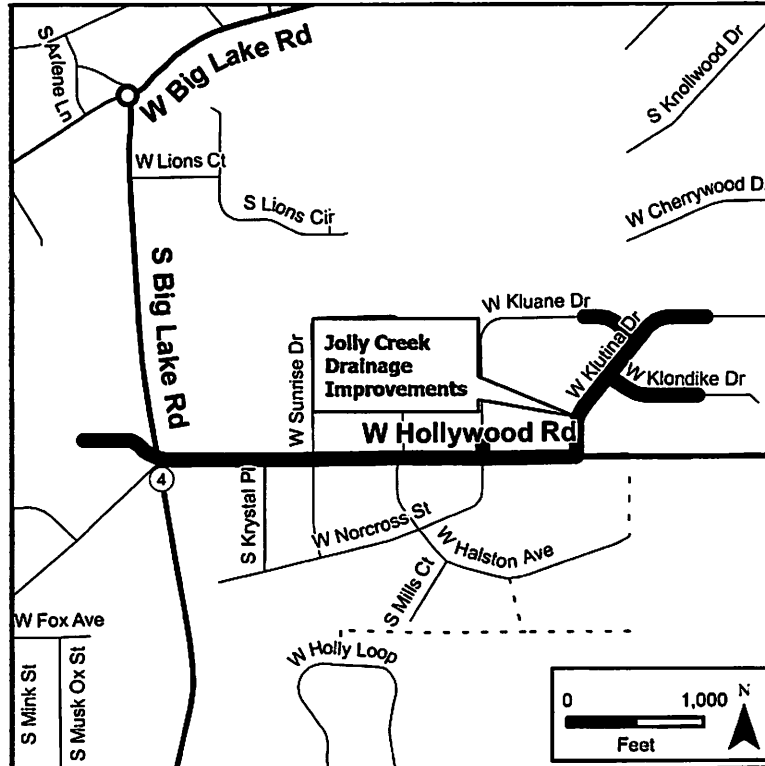 S Arlene Ln
W Big Lake Rd
S Knollwood Dr
W Lions Ct
S Lions Cir
W Cherrywood D
S Big Lake Rd
W Kluane Dr
W Sunrise Dr
Jolly Creek
Drainage
Improvements
W Klutina Dr
W Klondike Dr
W Hollywood Rd
4
S Krystal Pl
W Norcross St
W Halston Ave
S Mills Ct
W Fox Ave
W Holly Loop
S Mink St
S Musk Ox St
0 1,000 N
Feet